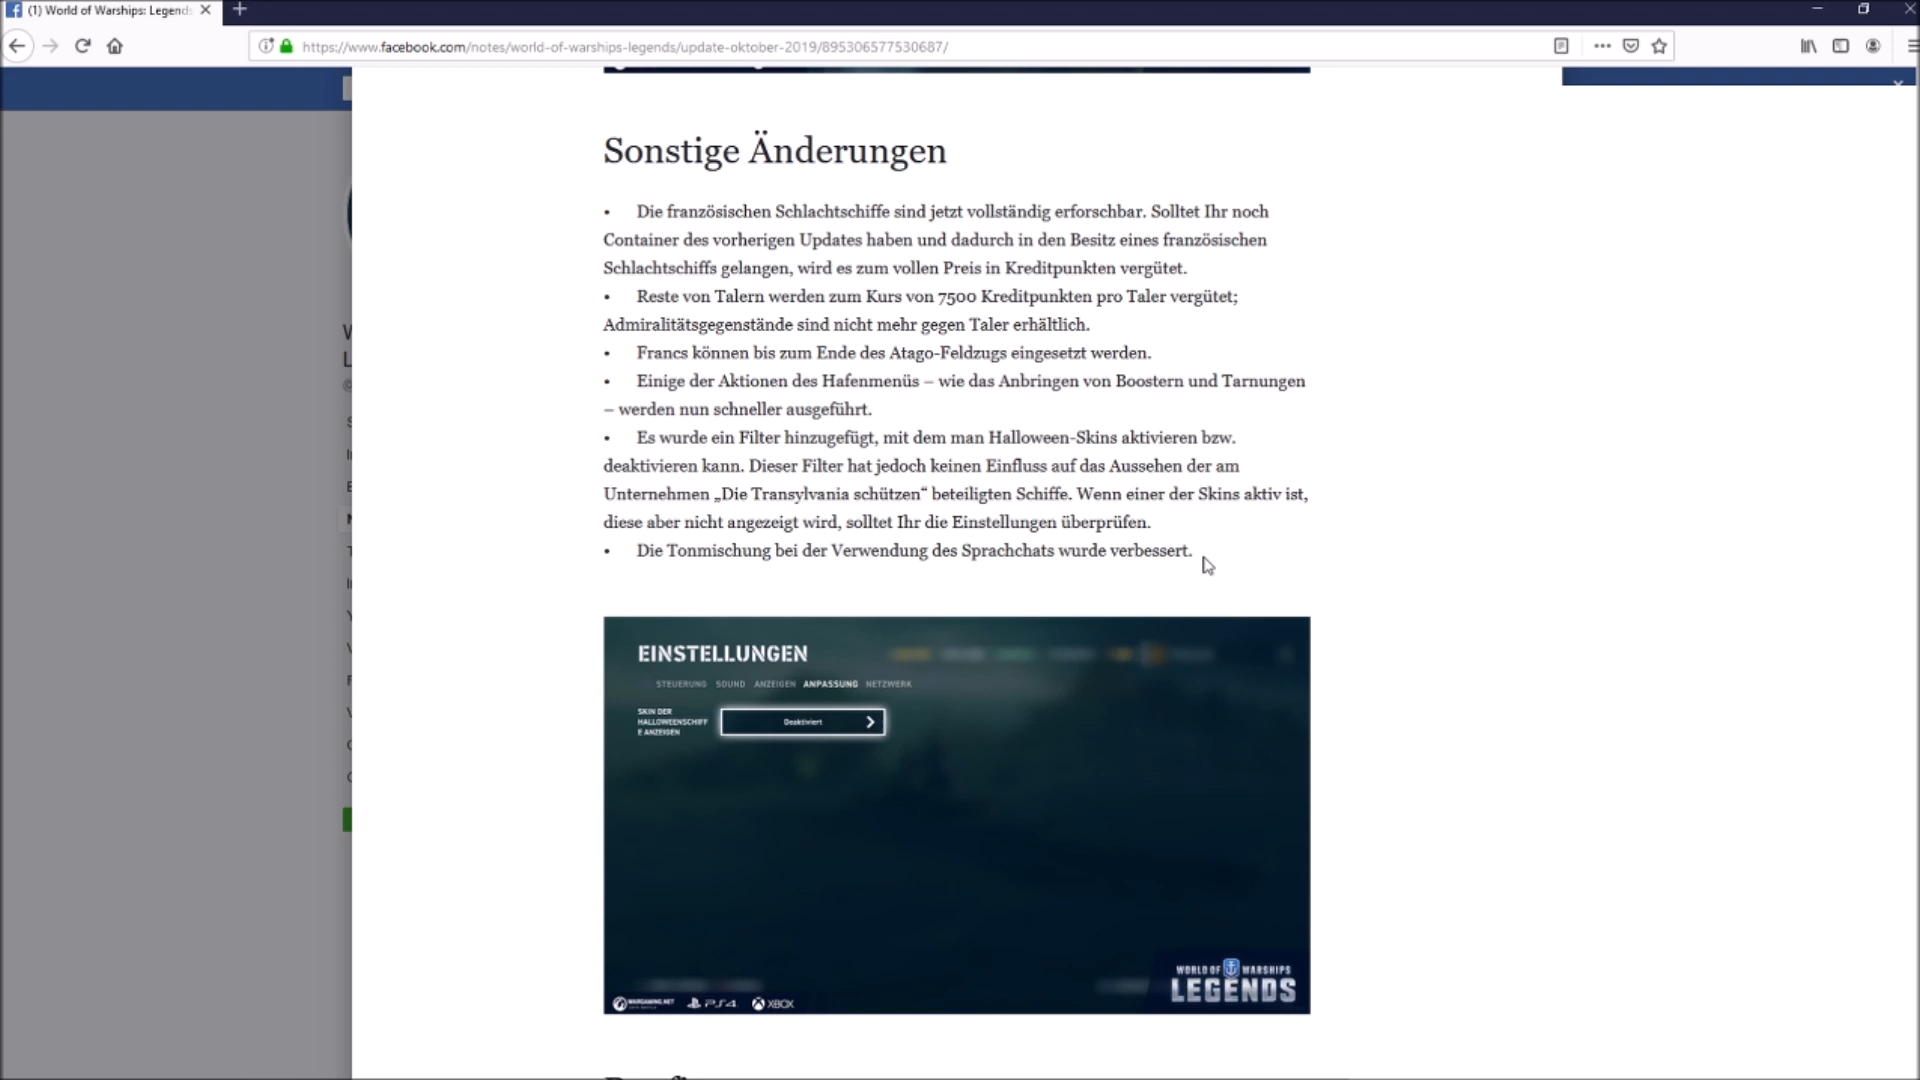 (1) World of Warships: Legends
https://www.facebook.com/notes/world-of-warships-legends/update-oktober-2019/895306577530687/
Sonstige Änderungen
• Die französischen Schlachtschiffe sind jetzt vollständig erforschbar. Solltet Ihr noch
Container des vorherigen Updates haben und dadurch in den Besitz eines französischen
Schlachtschiffs gelangen, wird es zum vollen Preis in Kreditpunkten vergütet.
• Reste von Talern werden zum Kurs von 7500 Kreditpunkten pro Taler vergütet;
Admiralitätsgegenstände sind nicht mehr gegen Taler erhältlich.
• Francs können bis zum Ende des Atago-Feldzugs eingesetzt werden.
• Einige der Aktionen des Hafenmenüs – wie das Anbringen von Boostern und Tarnungen
– werden nun schneller ausgeführt.
• Es wurde ein Filter hinzugefügt, mit dem man Halloween-Skins aktivieren bzw.
deaktivieren kann. Dieser Filter hat jedoch keinen Einfluss auf das Aussehen der am
Unternehmen „Die Transylvania schützen“ beteiligten Schiffe. Wenn einer der Skins aktiv ist,
diese aber nicht angezeigt wird, solltet Ihr die Einstellungen überprüfen.
• Die Tonmischung bei der Verwendung des Sprachchats wurde verbessert.
EINSTELLUNGEN
STEUERUNG SOUND ANZEIGEN ANPASSUNG NETZWERK
SKIN DER
HALLOWEENSCHIFF
E ANZEIGEN
Deaktiviert
WORLD OF WARSHIPS
LEGENDS
WARGAMING.NET
PS4
XBOX